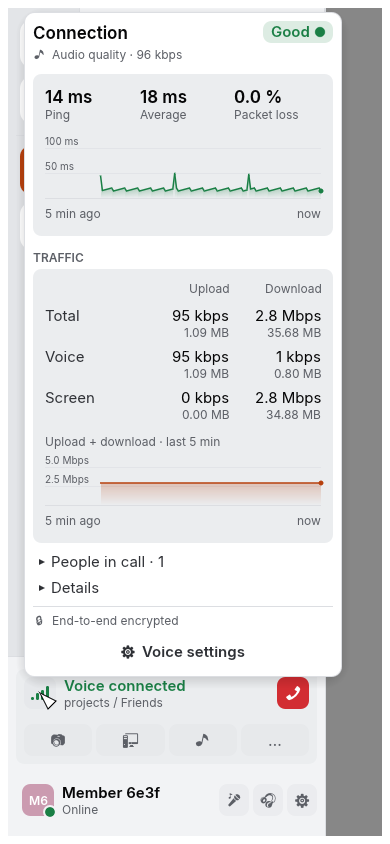 Connection
Good
Audio quality · 96 kbps
14 ms 18 ms 0.0 %
Ping Average Packet loss
100 ms
50 ms
5 min ago now
TRAFFIC
Upload Download
Total 95 kbps 2.8 Mbps
1.09 MB 35.68 MB
Voice 95 kbps 1 kbps
1.09 MB 0.80 MB
Screen 0 kbps 2.8 Mbps
0.00 MB 34.88 MB
Upload + download · last 5 min
5.0 Mbps
2.5 Mbps
5 min ago now
People in call · 1
Details
End-to-end encrypted
Voice settings
Voice connected
projects / Friends
...
M6
Member 6e3f
Online